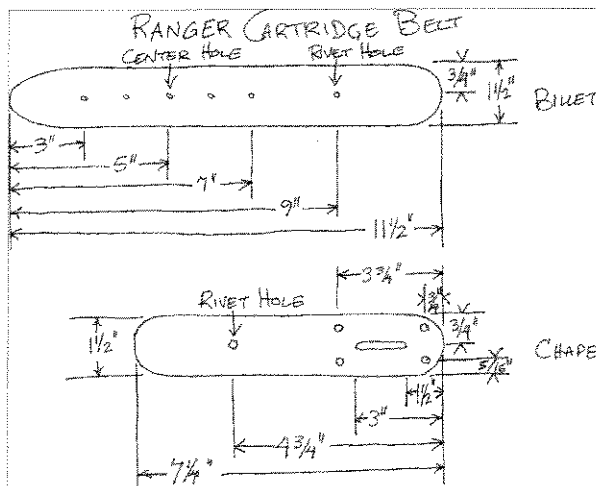 RANGER CARTRIDGE BELT
CENTER HOLE
RIVET HOLE
3/4"
1 1/2"
BILLET
3"
5"
7"
9"
11 1/2"
3 3/4"
RIVET HOLE
1 1/2"
3/4"
CHAPE
5/16"
1 1/2"
3"
4 3/4"
7 1/4"